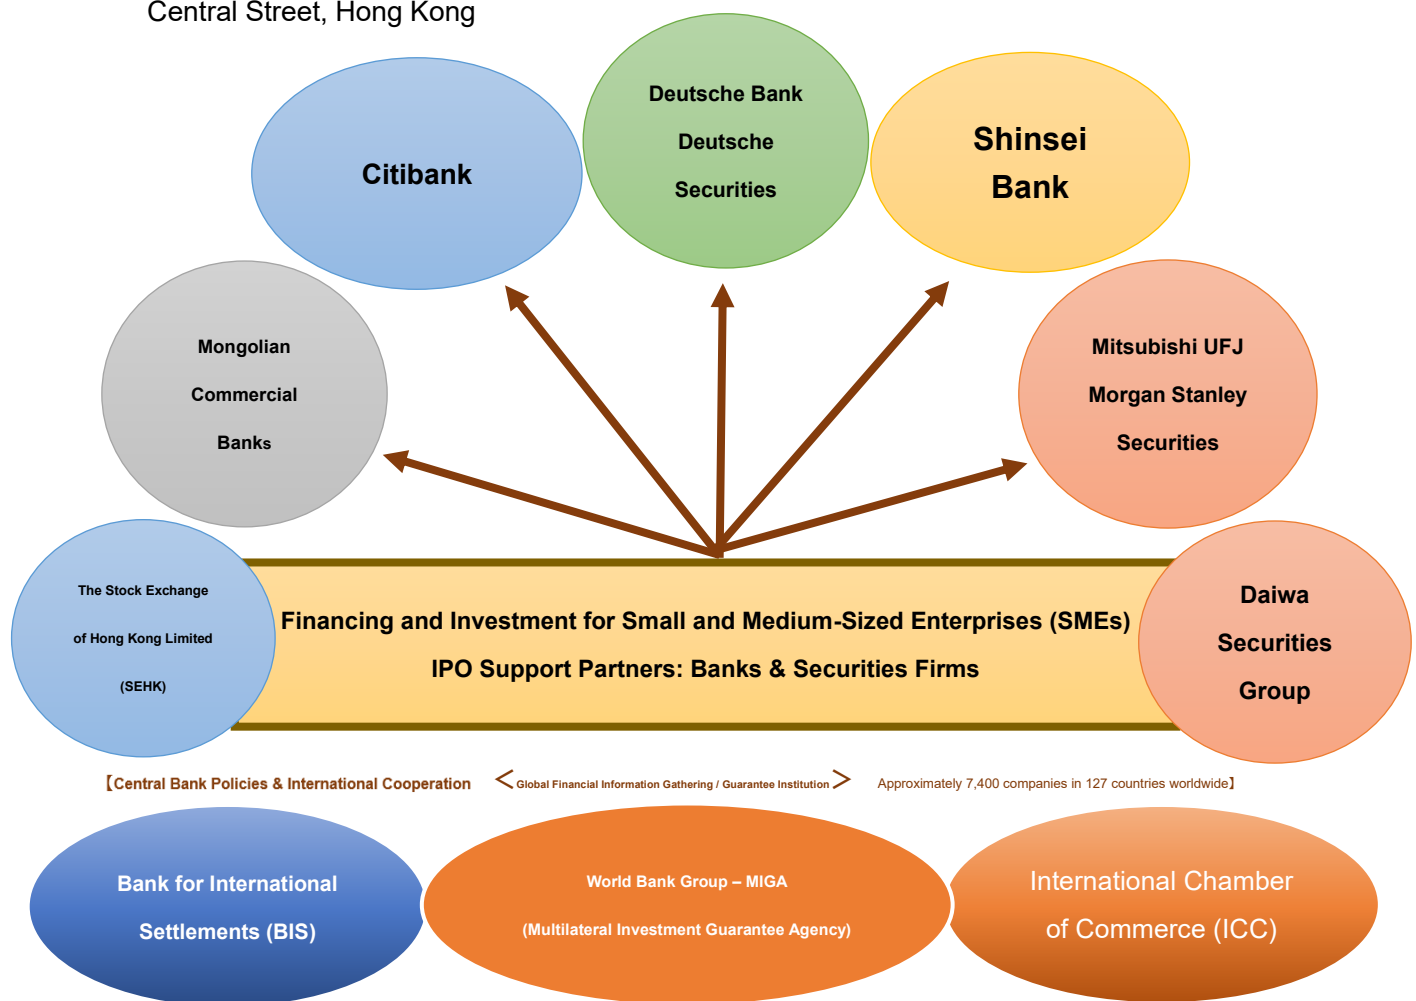 Central Street, Hong Kong
Deutsche Bank
Deutsche
Securities
Citibank
Shinsei
Bank
Mongolian
Commercial
Banks
Mitsubishi UFJ
Morgan Stanley
Securities
The Stock Exchange
of Hong Kong Limited
(SEHK)
Financing and Investment for Small and Medium-Sized Enterprises (SMEs)
IPO Support Partners: Banks & Securities Firms
Daiwa
Securities
Group
【Central Bank Policies & International Cooperation
Global Financial Information Gathering / Guarantee Institution
Approximately 7,400 companies in 127 countries worldwide】
Bank for International
Settlements (BIS)
World Bank Group – MIGA
(Multilateral Investment Guarantee Agency)
International Chamber
of Commerce (ICC)